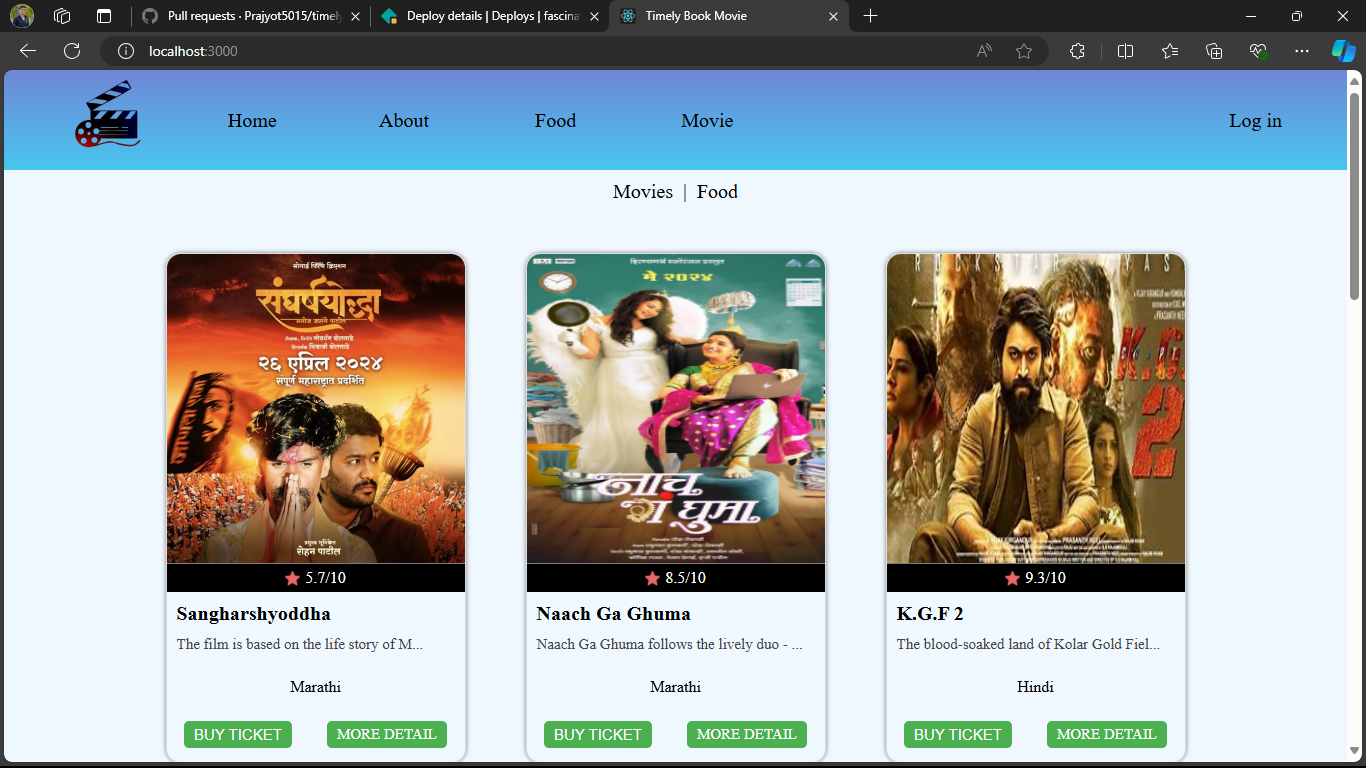 Pull requests · Prajyot5015/timely
Deploy details | Deploys | fascina
Timely Book Movie
localhost:3000
Home
About
Food
Movie
Log in
Movies | Food
संघर्षयोद्धा
मनोज जरांगे पाटील
२६ एप्रिल २०२४
संपूर्ण महाराष्ट्रात प्रदर्शित
रोहन पाटील
5.7/10
Sangharshyoddha
The film is based on the life story of M...
Marathi
BUY TICKET
MORE DETAIL
मे २०२४
नाच गं घुमा
8.5/10
Naach Ga Ghuma
Naach Ga Ghuma follows the lively duo - ...
Marathi
BUY TICKET
MORE DETAIL
K.G.F
2
9.3/10
K.G.F 2
The blood-soaked land of Kolar Gold Fiel...
Hindi
BUY TICKET
MORE DETAIL